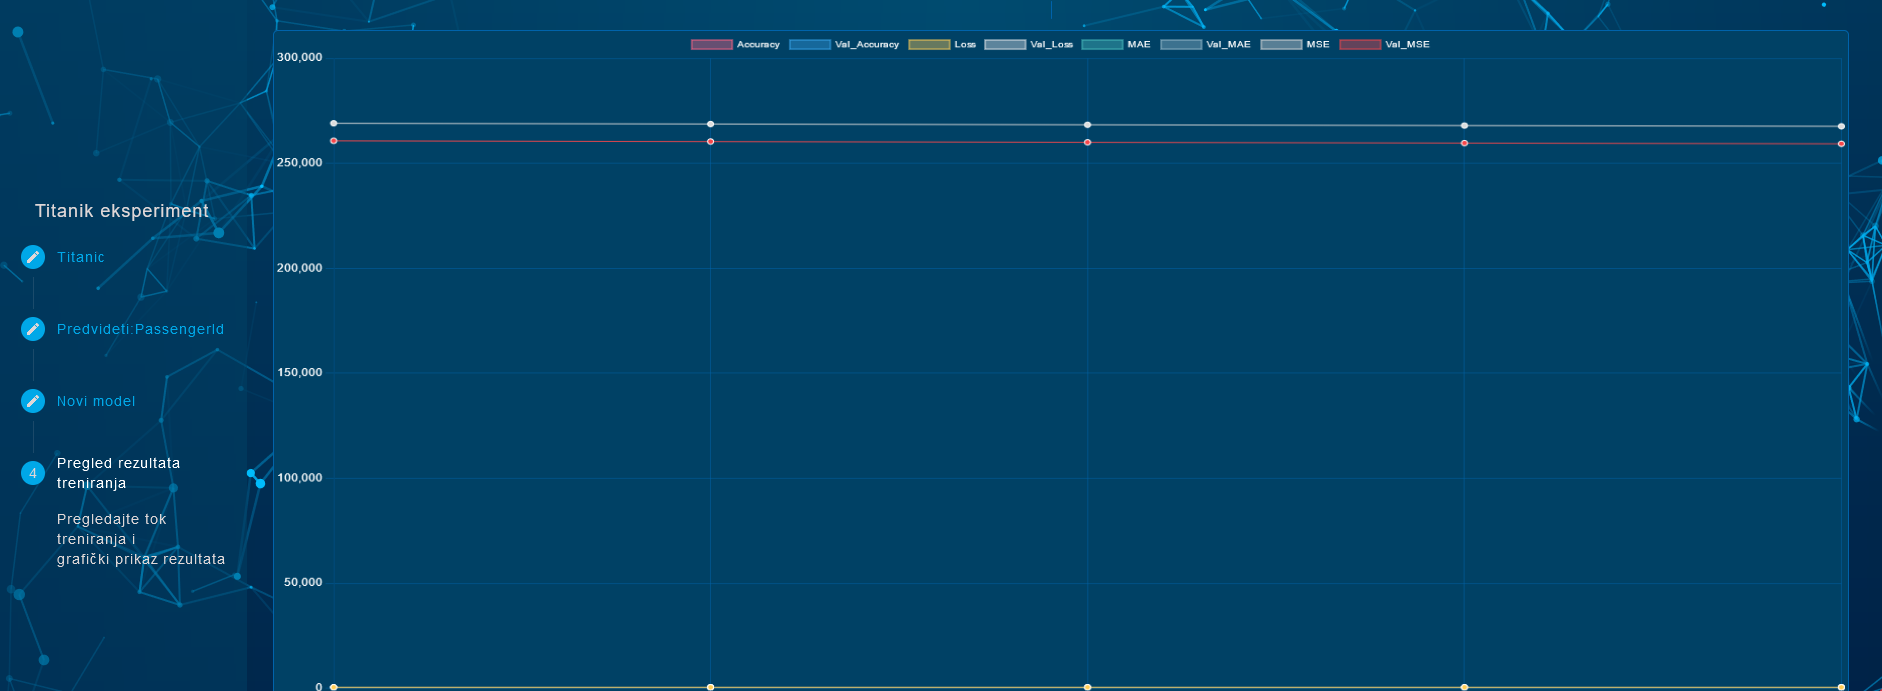 Titanik eksperiment
Titanic
Predvideti:PassengerId
Novi model
4
Pregled rezultata
treniranja
Pregledajte tok
treniranja i
grafički prikaz rezultata
Accuracy Val_Accuracy Loss Val_Loss MAE Val_MAE MSE Val_MSE
300,000
250,000
200,000
150,000
100,000
50,000
0